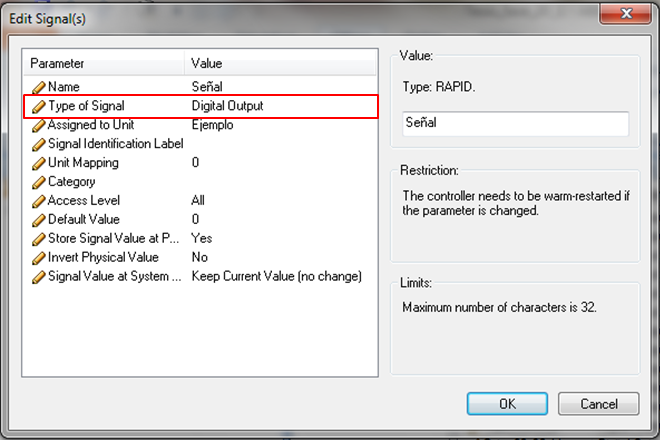 Edit Signal(s)
Parameter Value
Name Señal
Type of Signal Digital Output
Assigned to Unit Ejemplo
Signal Identification Label
Unit Mapping 0
Category
Access Level All
Default Value 0
Store Signal Value at P... Yes
Invert Physical Value No
Signal Value at System ... Keep Current Value (no change)
Value:
Type: RAPID.
Señal
Restriction:
The controller needs to be warm-restarted if
the parameter is changed.
Limits:
Maximum number of characters is 32.
OK Cancel